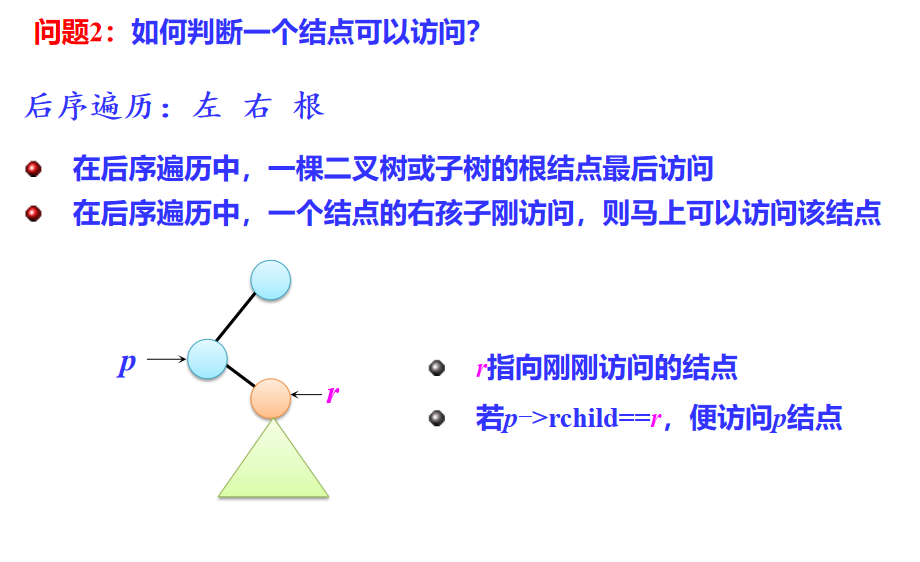 问题2：如何判断一个结点可以访问？
后序遍历：左 右 根
在后序遍历中，一棵二叉树或子树的根结点最后访问
在后序遍历中，一个结点的右孩子刚访问，则马上可以访问该结点
p
r
r指向刚刚访问的结点
若p->rchild==r，便访问p结点